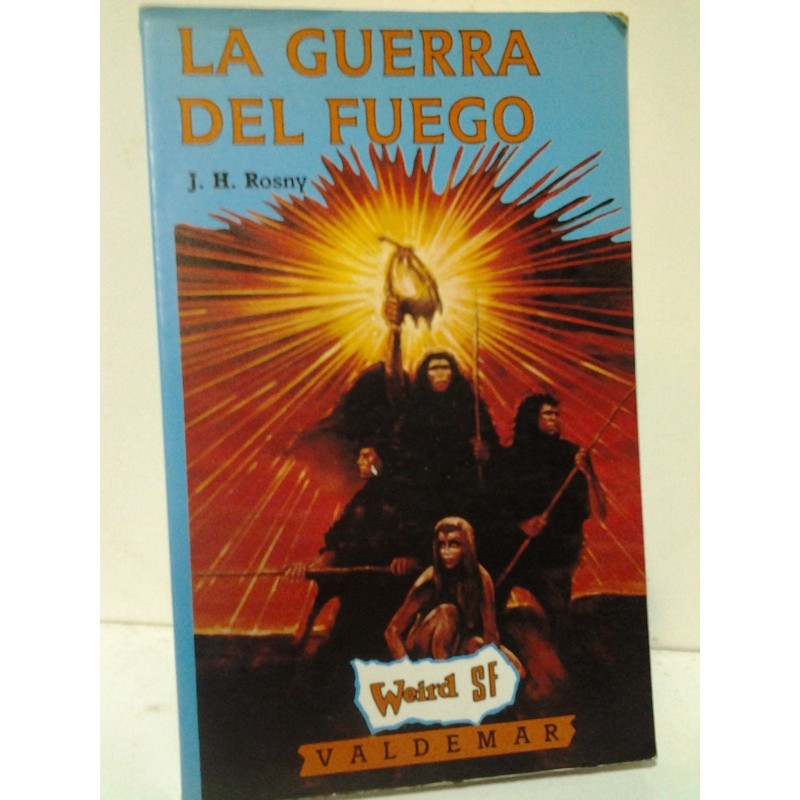 LA GUERRA
DEL FUEGO
J. H. Rosny
Weird SF
VALDEMAR